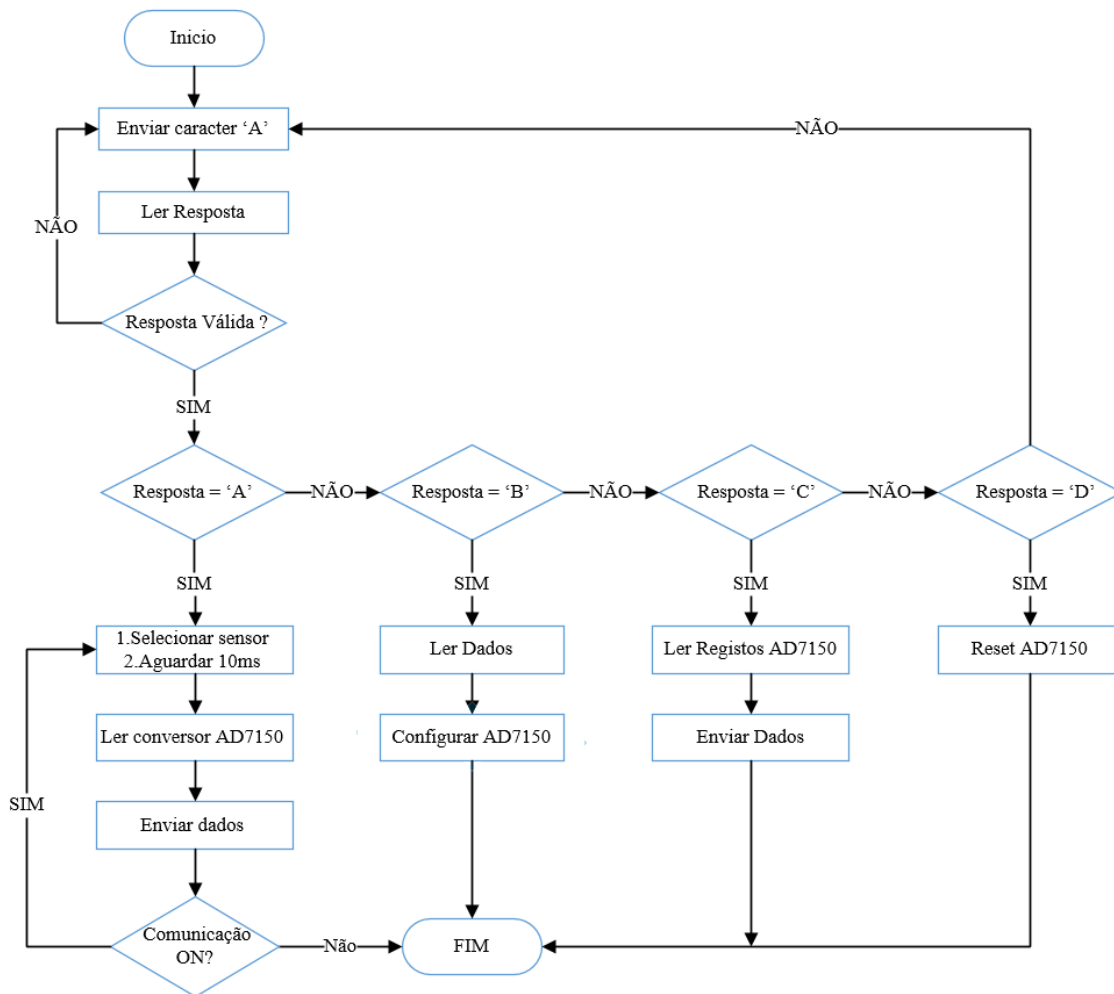 Inicio
Enviar caracter ‘A’
NÃO
Ler Resposta
NÃO
Resposta Válida ?
SIM
Resposta = ‘A’
NÃO
Resposta = ‘B’
NÃO
Resposta = ‘C’
NÃO
Resposta = ‘D’
SIM
SIM
SIM
SIM
1.Selecionar sensor
2.Aguardar 10ms
Ler Dados
Ler Registos AD7150
Reset AD7150
Ler conversor AD7150
Configurar AD7150
Enviar Dados
SIM
Enviar dados
Comunicação
ON?
Não
FIM